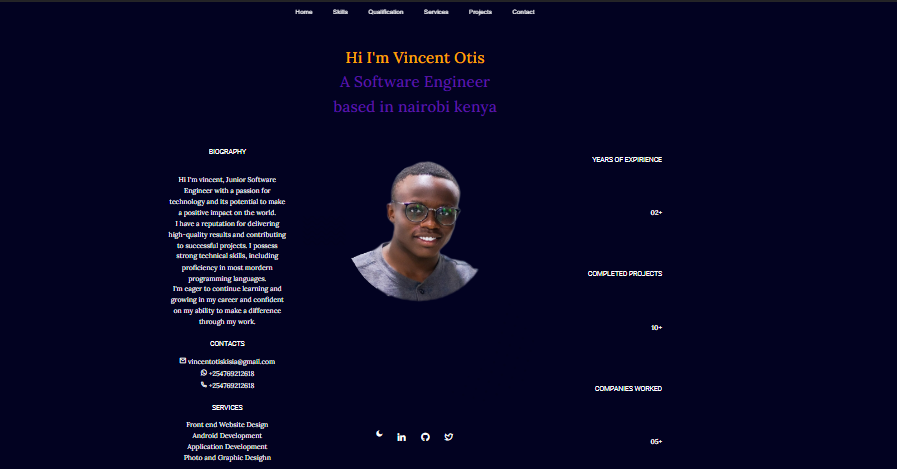 Home Skills Qualification Services Projects Contact
Hi I'm Vincent Otis
A Software Engineer
based in nairobi kenya
BIOGRAPHY
Hi I'm vincent, Junior Software
Engineer with a passion for
technology and its potential to make
a positive impact on the world.
I have a reputation for delivering
high-quality results and contributing
to successful projects. I possess
strong technical skills, including
proficiency in most mordern
programming languages.
I'm eager to continue learning and
growing in my career and confident
on my ability to make a difference
through my work.
CONTACTS
vincentotiskisia@gmail.com
+254769212618
+254769212618
SERVICES
Front end Website Design
Android Development
Application Development
Photo and Graphic Desighn
YEARS OF EXPIRIENCE
02+
COMPLETED PROJECTS
10+
COMPANIES WORKED
05+